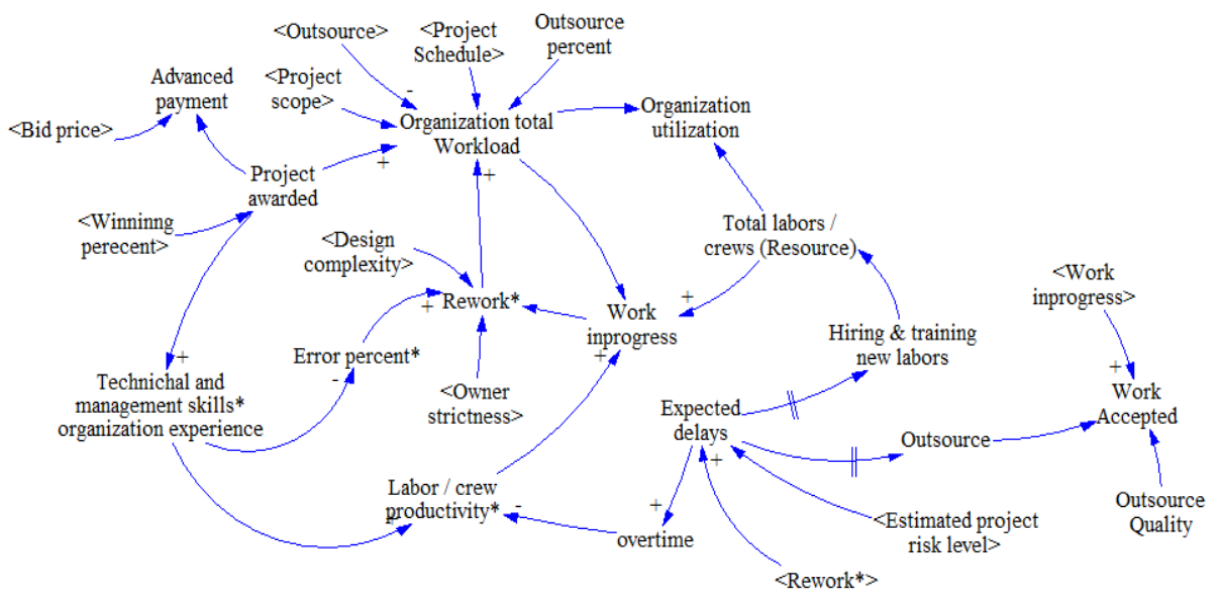 <Outsource>
<Project
Schedule>
Outsource
percent
Advanced
payment
<Project
scope>
-
<Bid price>
Organization total
Workload
Organization
utilization
+
+
Project
awarded
<Winninng
perecent>
<Design
complexity>
Total labors /
crews (Resource)
<Work
inprogress>
+
+
Rework*
Work
inprogress
+
Hiring & training
new labors
+
Error percent*
-
+
Technichal and
management skills*
organization experience
<Owner
strictness>
Expected
delays
+
Work
Accepted
Outsource
Labor / crew
productivity*
-
+
overtime
<Estimated project
risk level>
Outsource
Quality
<Rework*>